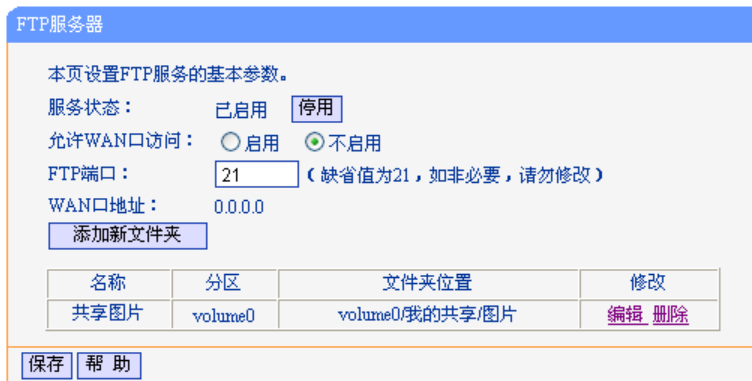 FTP服务器
本页设置FTP服务的基本参数。
服务状态： 已启用 停用
允许WAN口访问： 启用 不启用
FTP端口： 21 （缺省值为21，如非必要，请勿修改）
WAN口地址： 0.0.0.0
添加新文件夹
名称 分区 文件夹位置 修改
共享图片 volume0 volume0/我的共享/图片 编辑 删除
保存 帮 助